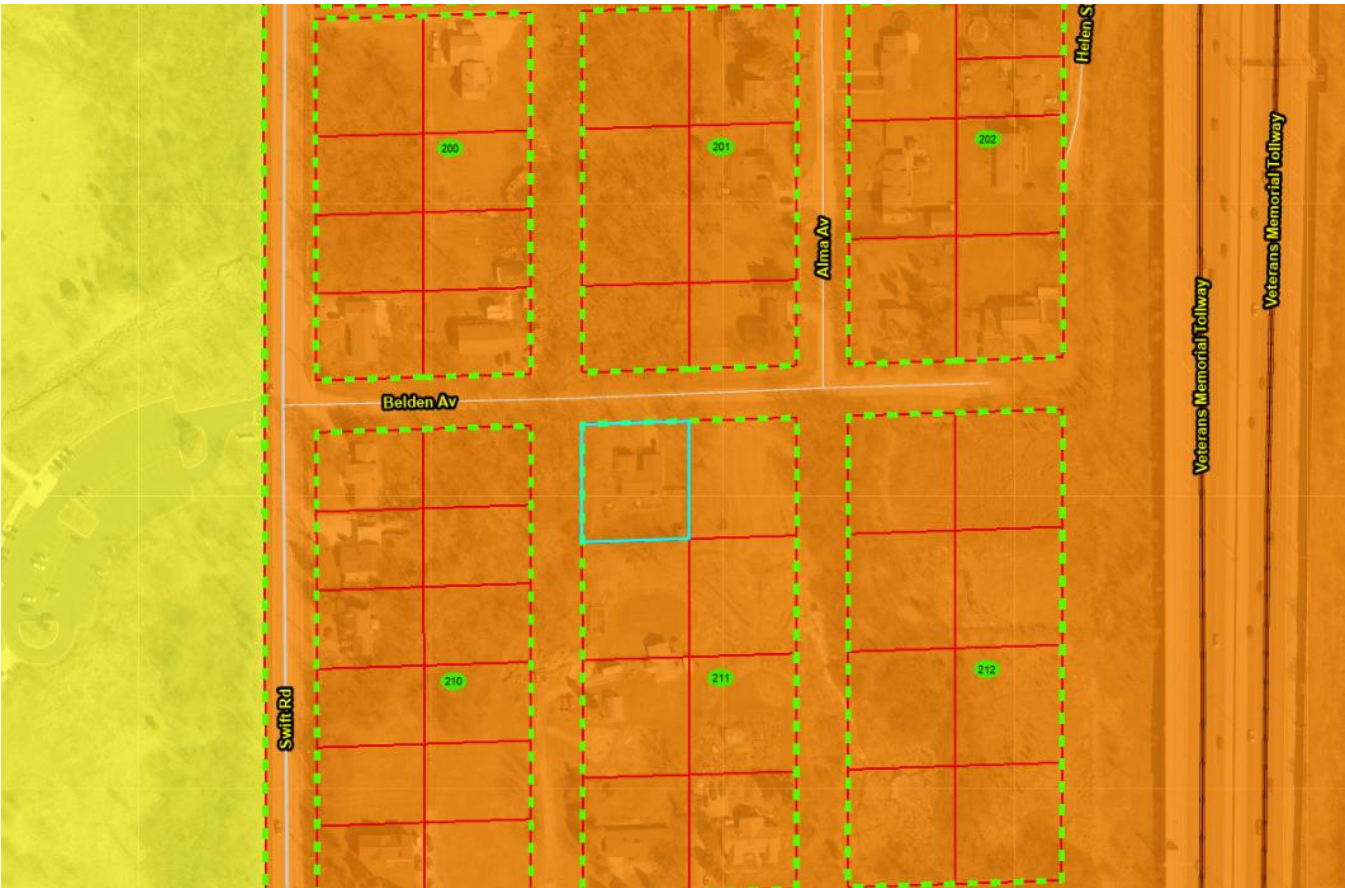 Helen S
200
201
202
Veterans Memorial Tollway
Alma Av
Veterans Memorial Tollway
Belden Av
210
211
212
Swift Rd